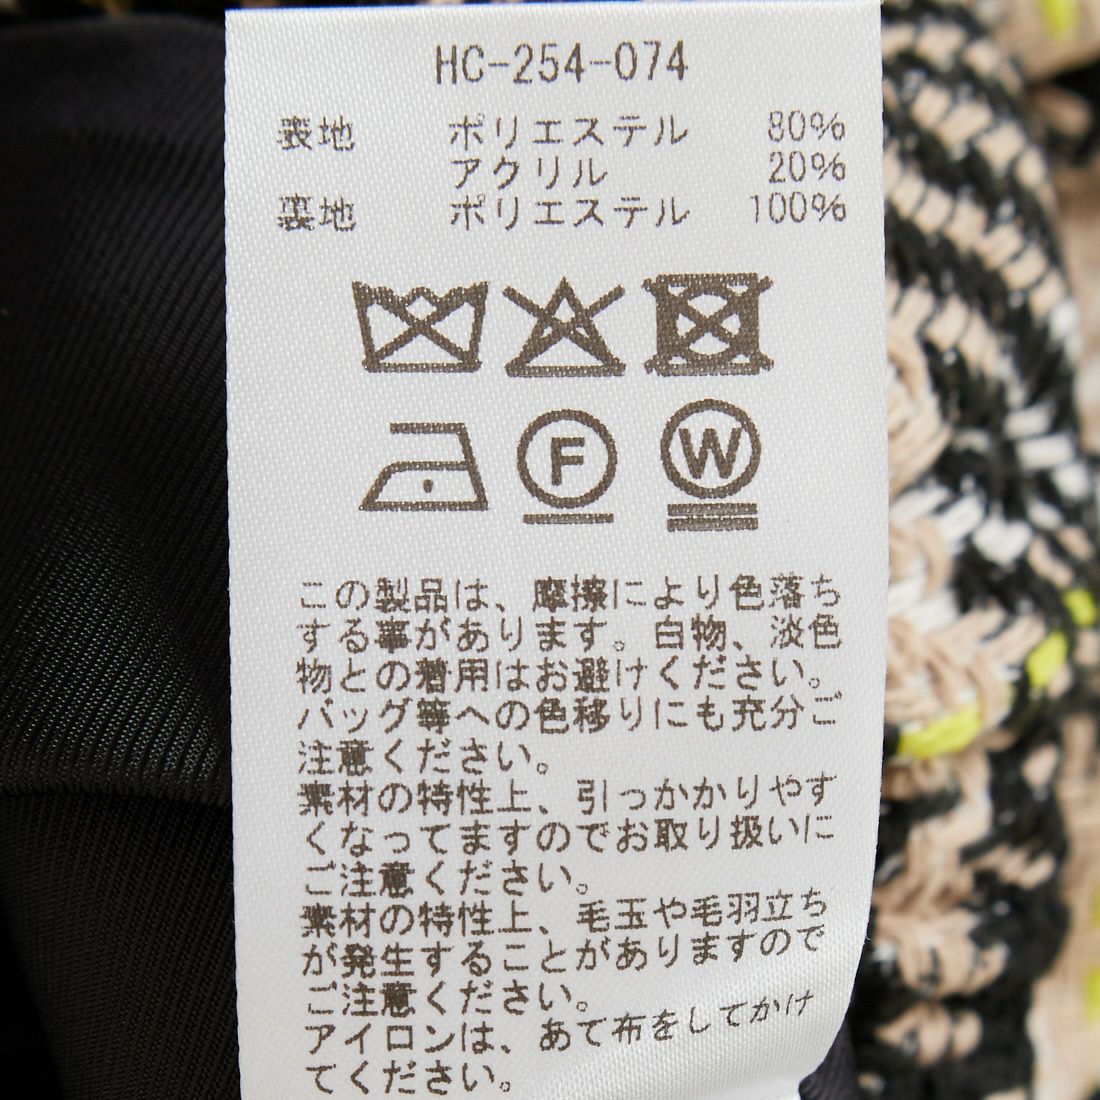 HC-254-074
表地 ポリエステル 80%
アクリル 20%
裏地 ポリエステル 100%
F
W
この製品は、摩擦により色落ち
する事があります。白物、淡色
物との着用はお避けください。
バッグ等への色移りにも充分ご
注意ください。
素材の特性上、引っかかりやす
くなってますのでお取り扱いに
ご注意ください。
素材の特性上、毛玉や毛羽立ち
が発生することがありますので
ご注意ください。
アイロンは、あて布をしてかけ
てください。